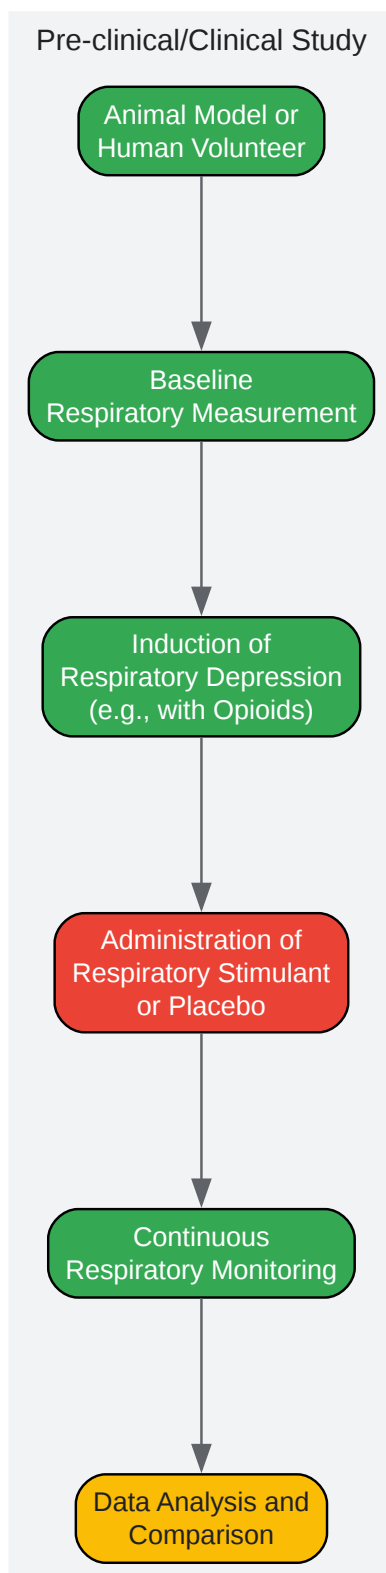 Pre-clinical/Clinical Study
Animal Model or
Human Volunteer
Baseline
Respiratory Measurement
Induction of
Respiratory Depression
(e.g., with Opioids)
Administration of
Respiratory Stimulant
or Placebo
Continuous
Respiratory Monitoring
Data Analysis and
Comparison